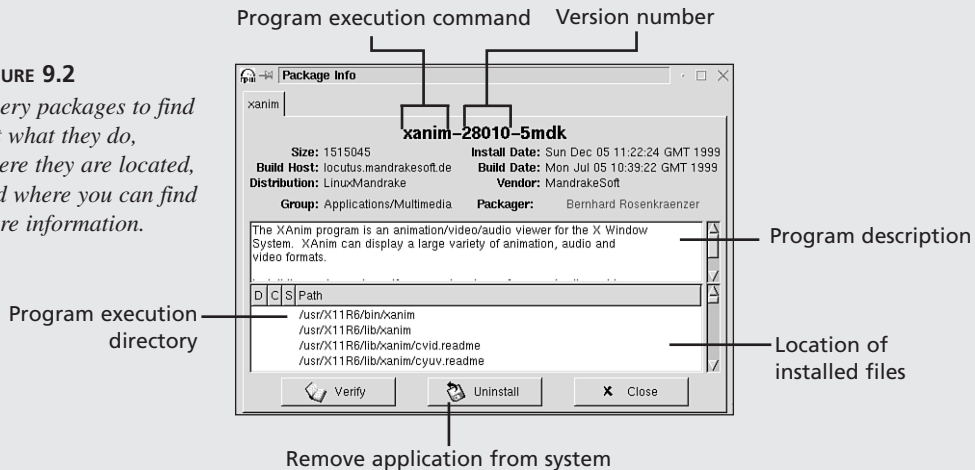 Program execution command
Version number
URE 9.2
ery packages to find
what they do,
ere they are located,
d where you can find
re information.
rpm
Package Info
xanim
xanim-28010-5mdk
Size: 1515045
Install Date: Sun Dec 05 11:22:24 GMT 1999
Build Host: locutus.mandrakesoft.de
Build Date: Mon Jul 05 10:39:22 GMT 1999
Distribution: LinuxMandrake
Vendor: MandrakeSoft
Group: Applications/Multimedia
Packager: Bernhard Rosenkraenzer
The XAnim program is an animation/video/audio viewer for the X Window
System. XAnim can display a large variety of animation, audio and
video formats.
Program description
D C S Path
/usr/X11R6/bin/xanim
/usr/X11R6/lib/xanim
/usr/X11R6/lib/xanim/cvid.readme
/usr/X11R6/lib/xanim/cyuv.readme
Program execution
directory
Location of
installed files
Verify
Uninstall
Close
Remove application from system